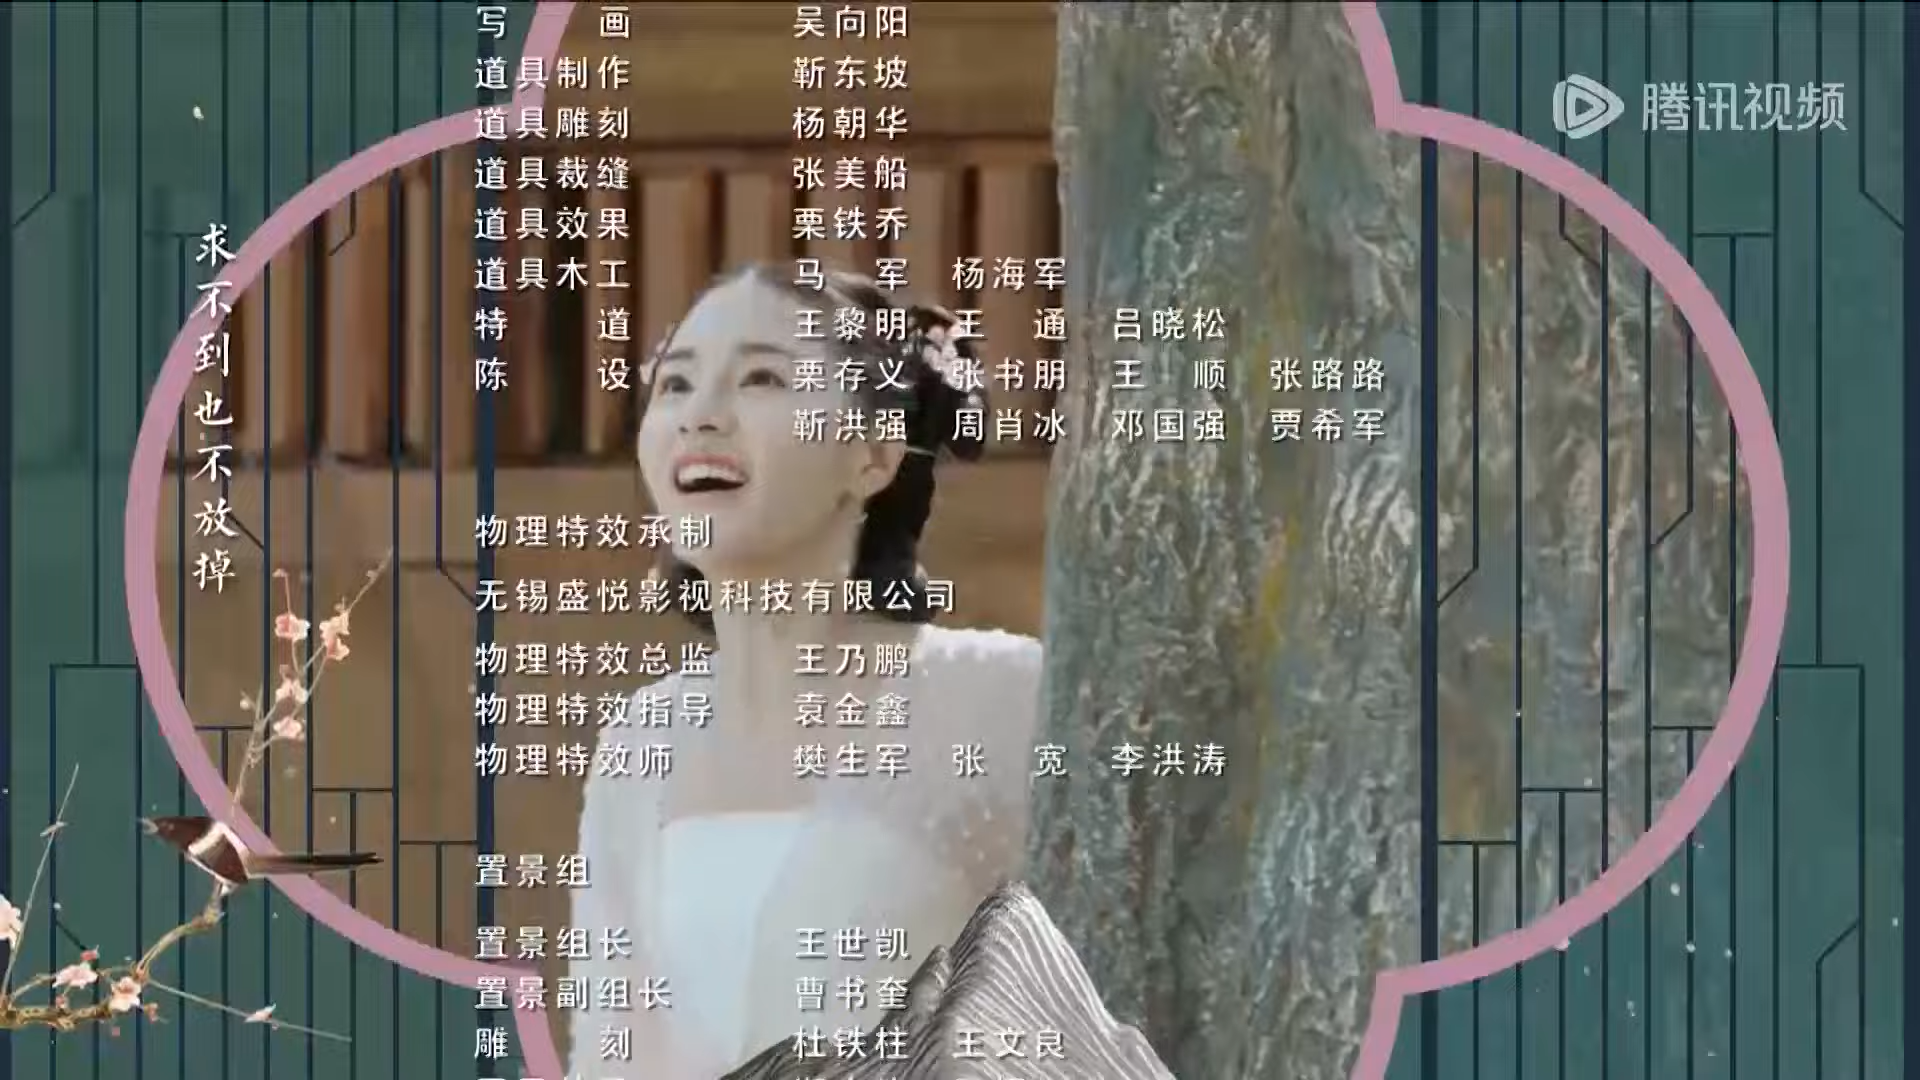 写 画 吴向阳
道具制作 靳东坡
道具雕刻 杨朝华
道具裁缝 张美船
道具效果 栗铁乔
道具木工 马 军 杨海军
特 道 王黎明 王 通 吕晓松
陈 设 栗存义 张书朋 王 顺 张路路
靳洪强 周肖冰 邓国强 贾希军
物理特效承制
无锡盛悦影视科技有限公司
物理特效总监 王乃鹏
物理特效指导 袁金鑫
物理特效师 樊生军 张 宽 李洪涛
置景组
置景组长 王世凯
置景副组长 曹书奎
雕 刻 杜铁柱 王文良
求不到也不放掉
腾讯视频